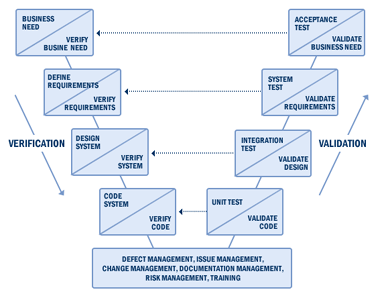 BUSINESS
NEED
VERIFY
BUSINE NEED
ACCEPTANCE
TEST
VALIDATE
BUSINESS NEED
DEFINE
REQUIREMENTS
VERIFY
REQUIREMENTS
SYSTEM
TEST
VALIDATE
REQUIREMENTS
VERIFICATION
DESIGN
SYSTEM
VERIFY
SYSTEM
INTEGRATION
TEST
VALIDATE
DESIGN
VALIDATION
CODE
SYSTEM
VERIFY
CODE
UNIT TEST
VALIDATE
CODE
DEFECT MANAGEMENT, ISSUE MANAGEMENT,
CHANGE MANAGEMENT, DOCUMENTATION MANAGEMENT,
RISK MANAGEMENT, TRAINING